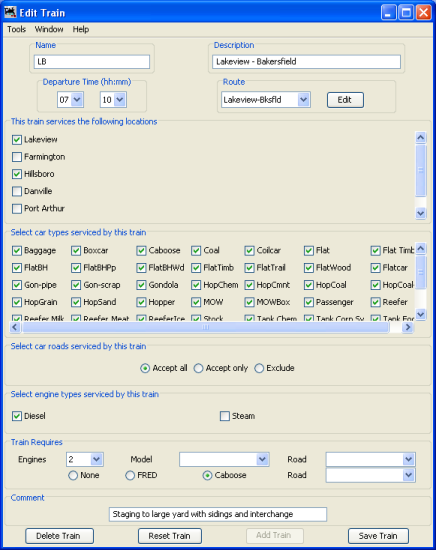 Edit Train
Tools Window Help
Name Description
LB Lakeview - Bakersfield
Departure Time (hh:mm) Route
07 10 Lakeview-Bksfld Edit
This train services the following locations
Lakeview
Farmington
Hillsboro
Danville
Port Arthur
Select car types serviced by this train
Baggage Boxcar Caboose Coal Coilcar Flat Flat Timb
FlatBH FlatBHPp FlatBHWd FlatTimb FlatTrail FlatWood Flatcar
Gon-pipe Gon-scrap Gondola HopChem HopCmnt HopCoal HopCoal
HopGrain HopSand Hopper MOW MOWBox Passenger Reefer
Reefer Milk Reefer Meat ReeferIce Stock Tank Chem Tank Corn Sy Tank Foo
Select car roads serviced by this train
Accept all Accept only Exclude
Select engine types serviced by this train
Diesel Steam
Train Requires
Engines 2 Model Road
None FRED Caboose Road
Comment
Staging to large yard with sidings and interchange
Delete Train Reset Train Add Train Save Train